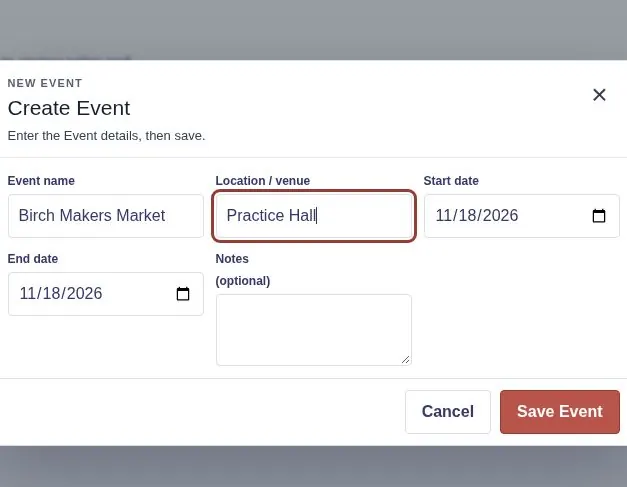 NEW EVENT
Create Event
Enter the Event details, then save.
Event name
Birch Makers Market
Location / venue
Practice Hall
Start date
11/18/2026
End date
11/18/2026
Notes
(optional)
Cancel
Save Event